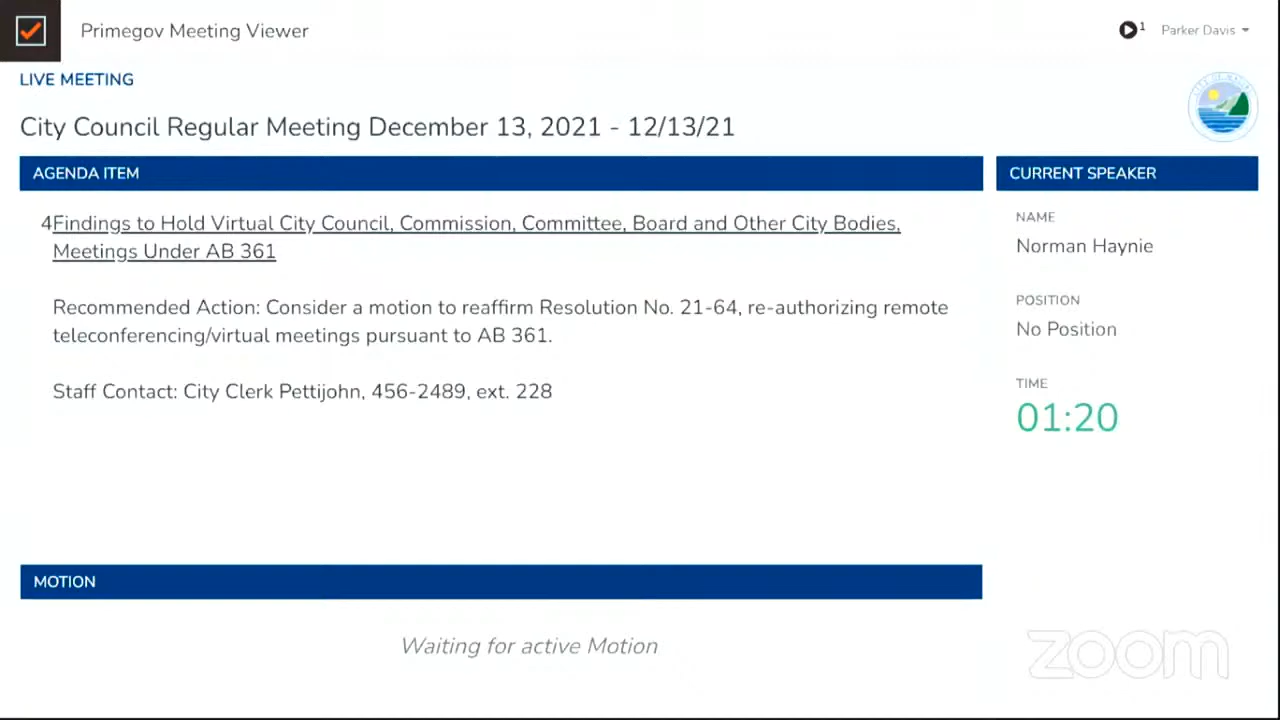 Primegov Meeting Viewer
1
Parker Davis
LIVE MEETING
City Council Regular Meeting December 13, 2021 - 12/13/21
AGENDA ITEM
CURRENT SPEAKER
4 Findings to Hold Virtual City Council, Commission, Committee, Board and Other City Bodies,
Meetings Under AB 361
Recommended Action: Consider a motion to reaffirm Resolution No. 21-64, re-authorizing remote
teleconferencing/virtual meetings pursuant to AB 361.
Staff Contact: City Clerk Pettijohn, 456-2489, ext. 228
NAME
Norman Haynie
POSITION
No Position
TIME
01:20
MOTION
Waiting for active Motion
zoom